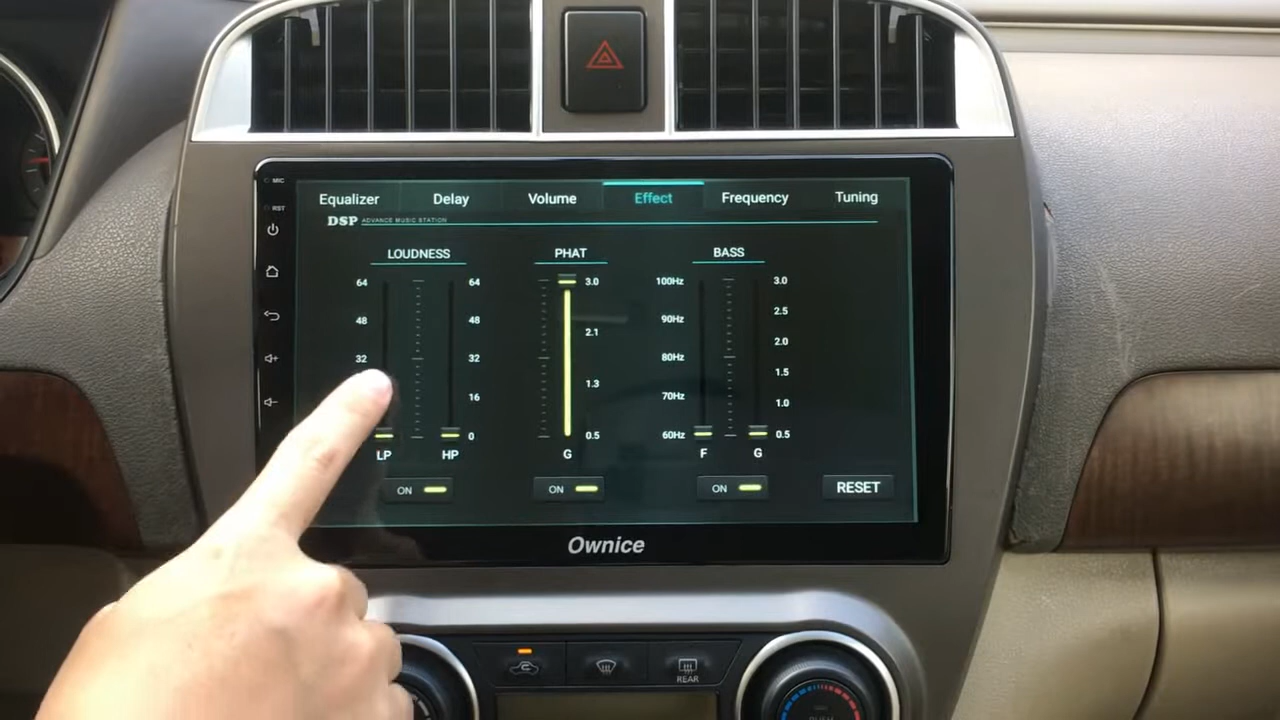 MIC
RST
Equalizer Delay Volume Effect Frequency Tuning
DSP ADVANCE MUSIC STATION
LOUDNESS PHAT BASS
64 64 3.0 100Hz 3.0
48 48 2.1 90Hz 2.5
32 32 80Hz 2.0
16 1.3 70Hz 1.5
1.0
0 0.5 60Hz 0.5
LP HP G F G
ON ON ON RESET
Ownice
REAR
PUSH